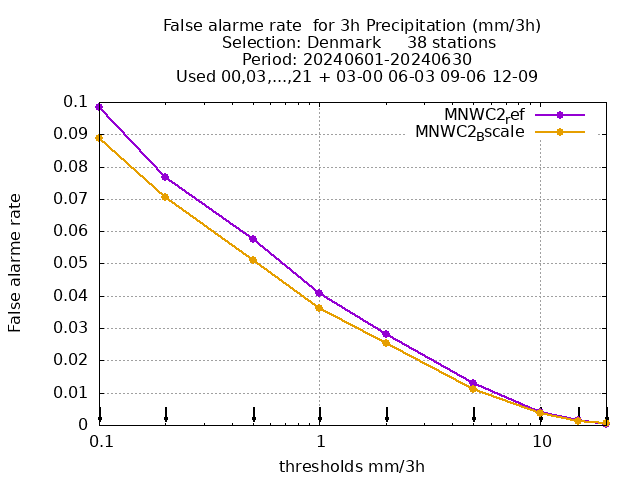 False alarme rate  for 3h Precipitation (mm/3h)
Selection: Denmark     38 stations
Period: 20240601-20240630
Used 00,03,...,21 + 03-00 06-03 09-06 12-09
MNWC2ref
MNWC2Bscale
False alarme rate
0.1
0.09
0.08
0.07
0.06
0.05
0.04
0.03
0.02
0.01
0
0.1 1 10
thresholds mm/3h